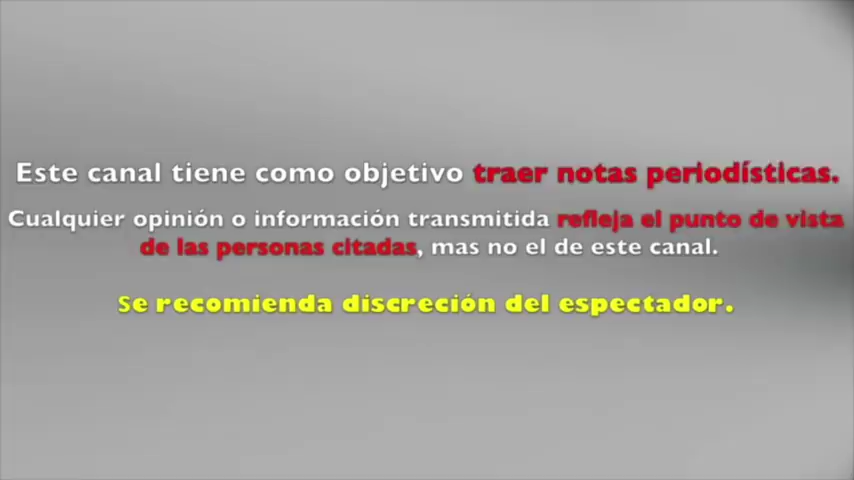 Este canal tiene como objetivo traer notas periodísticas.
Cualquier opinión o información transmitida refleja el punto de vista
de las personas citadas, mas no el de este canal.
Se recomienda discreción del espectador.